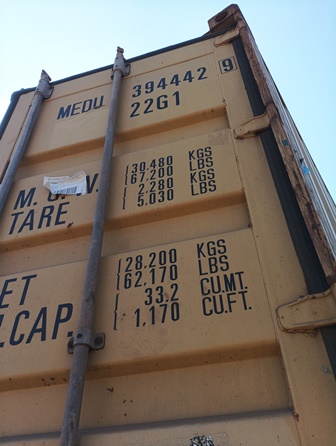 MEDU 394442 9
22G1
30.480 KGS
67.200 LBS
M. G.W. 2.280 KGS
TARE, 5.030 LBS
28.200 KGS
ET 62.170 LBS
33.2 CU.MT.
.CAP. 1.170 CU.FT.